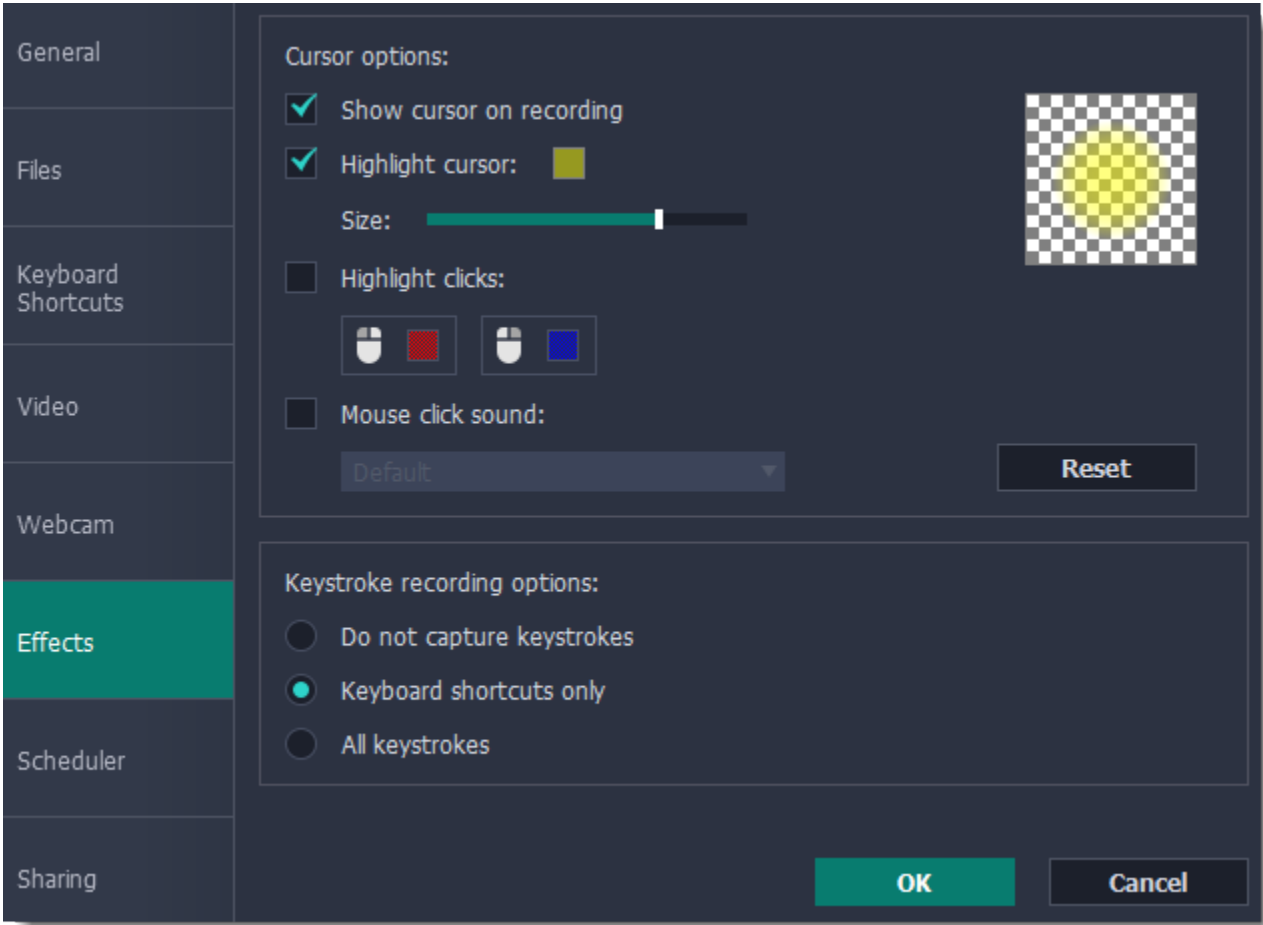 General
Files
Keyboard
Shortcuts
Video
Webcam
Effects
Scheduler
Sharing
Cursor options:
Show cursor on recording
Highlight cursor:
Size:
Highlight clicks:
Mouse click sound:
Default
Reset
Keystroke recording options:
Do not capture keystrokes
Keyboard shortcuts only
All keystrokes
OK
Cancel